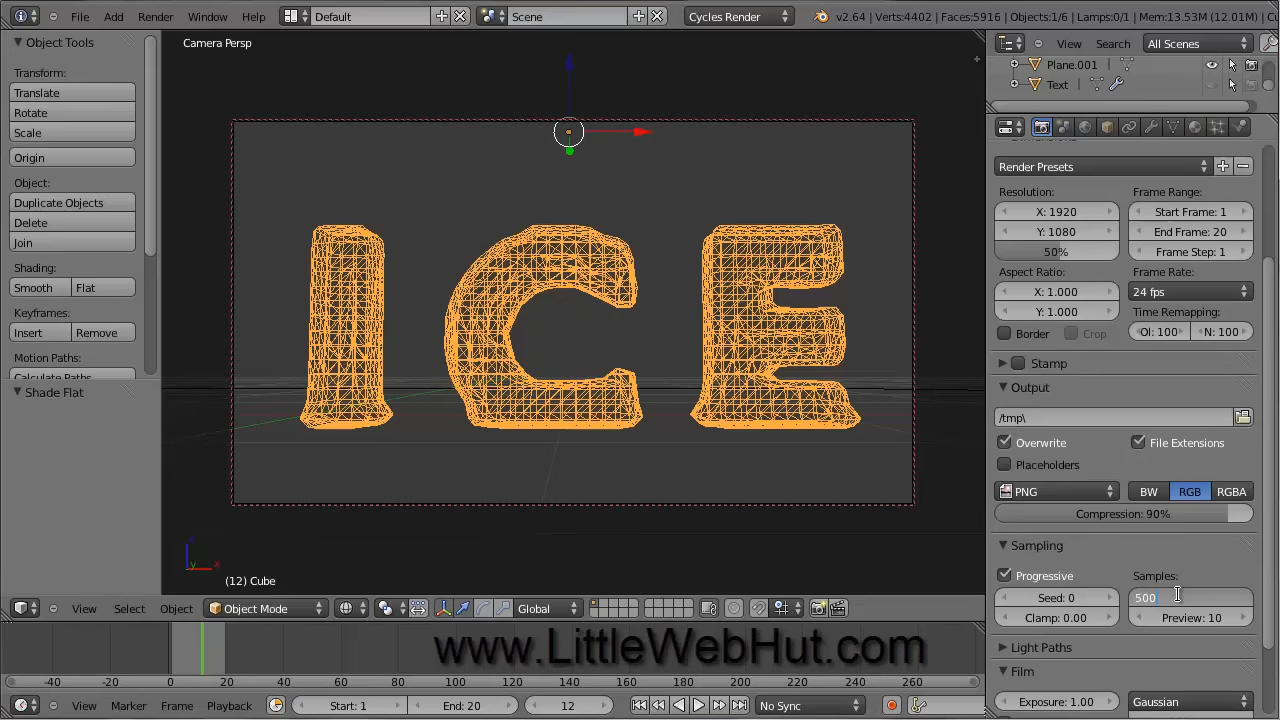 File Add Render Window Help Default Scene Cycles Render v2.64 | Verts:4402 | Faces:5916 | Objects:1/6 | Lamps:0/1 | Mem:13.53M (12.01M)
Object Tools
Transform:
Translate
Rotate
Scale
Origin
Object:
Duplicate Objects
Delete
Join
Shading:
Smooth Flat
Keyframes:
Insert Remove
Motion Paths:
Calculate Paths
Shade Flat
Camera Persp
ICE
(12) Cube
View Select Object Object Mode Global
www.LittleWebHut.com
-40 -20 0 20 40 60 80 100 120 140 160 180 200 220 240 260
View Marker Frame Playback Start: 1 End: 20 12 No Sync
View Search All Scenes
Plane.001
Text
Dimensions
Render Presets
Resolution: Frame Range:
X: 1920 Start Frame: 1
Y: 1080 End Frame: 20
50% Frame Step: 1
Aspect Ratio: Frame Rate:
X: 1.000 24 fps
Y: 1.000 Time Remapping:
Border Crop Ol: 100 N: 100
Stamp
Output
/tmp\
Overwrite File Extensions
Placeholders
PNG BW RGB RGBA
Compression: 90%
Sampling
Progressive Samples:
Seed: 0 500
Clamp: 0.00 Preview: 10
Light Paths
Film
Exposure: 1.00 Gaussian